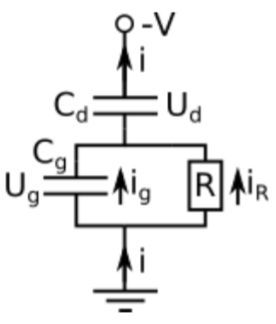 -V
i
C_d U_d
C_g
U_g i_g R i_R
i